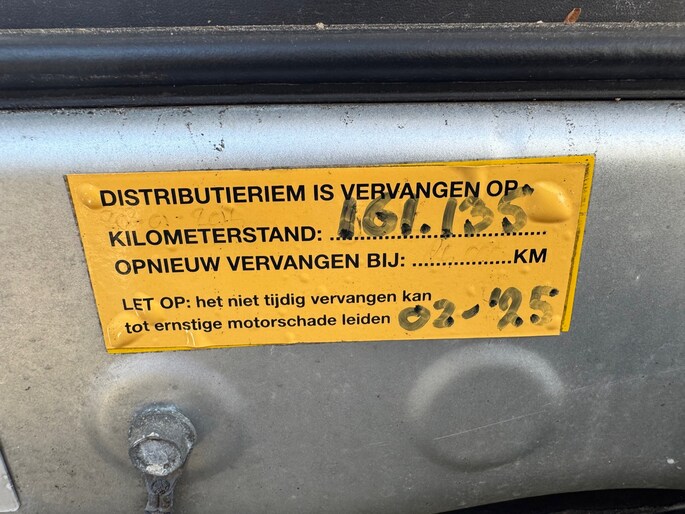 DISTRIBUTIERIEM IS VERVANGEN OP
KILOMETERSTAND: 161.135
OPNIEUW VERVANGEN BIJ: ................KM
LET OP: het niet tijdig vervangen kan
tot ernstige motorschade leiden 02-'25